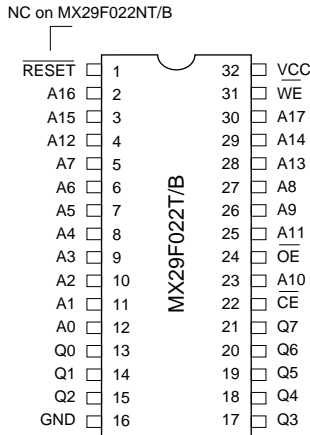 NC on MX29F022NT/B
RESET 1 32 VCC
A16 2 31 WE
A15 3 30 A17
A12 4 29 A14
A7 5 28 A13
A6 6 27 A8
A5 7 26 A9
A4 8 25 A11
A3 9 24 OE
A2 10 23 A10
A1 11 22 CE
A0 12 21 Q7
Q0 13 20 Q6
Q1 14 19 Q5
Q2 15 18 Q4
GND 16 17 Q3
MX29F022T/B